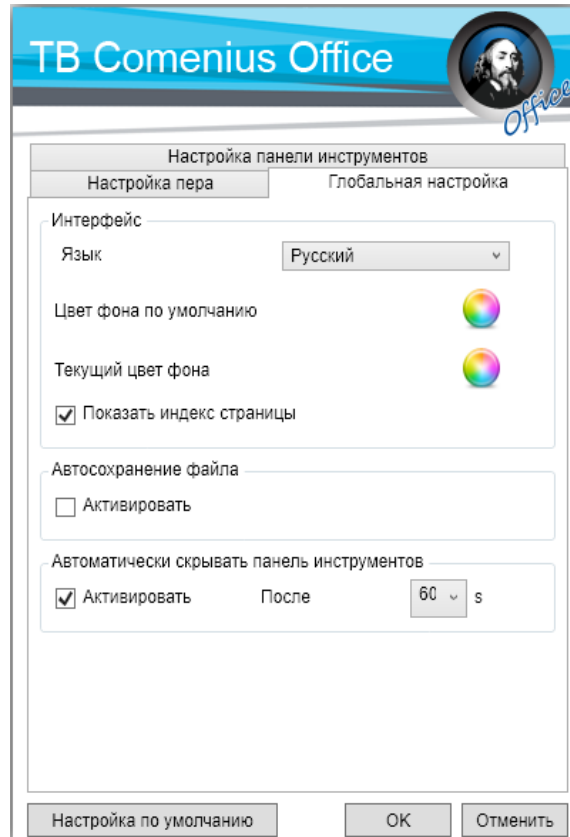 TB Comenius Office
Office
Настройка панели инструментов
Настройка пера
Глобальная настройка
Интерфейс
Язык
Русский
Цвет фона по умолчанию
Текущий цвет фона
Показать индекс страницы
Автосохранение файла
Активировать
Автоматически скрывать панель инструментов
Активировать После 60 s
Настройка по умолчанию OK Отменить